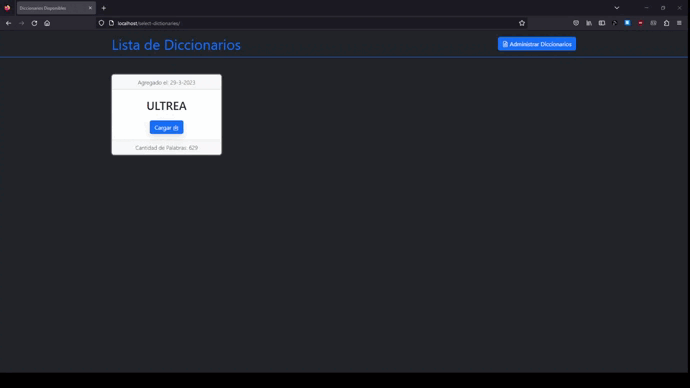 Diccionarios Disponibles
localhost/select-dictionaries/
Lista de Diccionarios
Administrar Diccionarios
Agregado el: 29-3-2023
ULTREA
Cargar
Cantidad de Palabras: 629